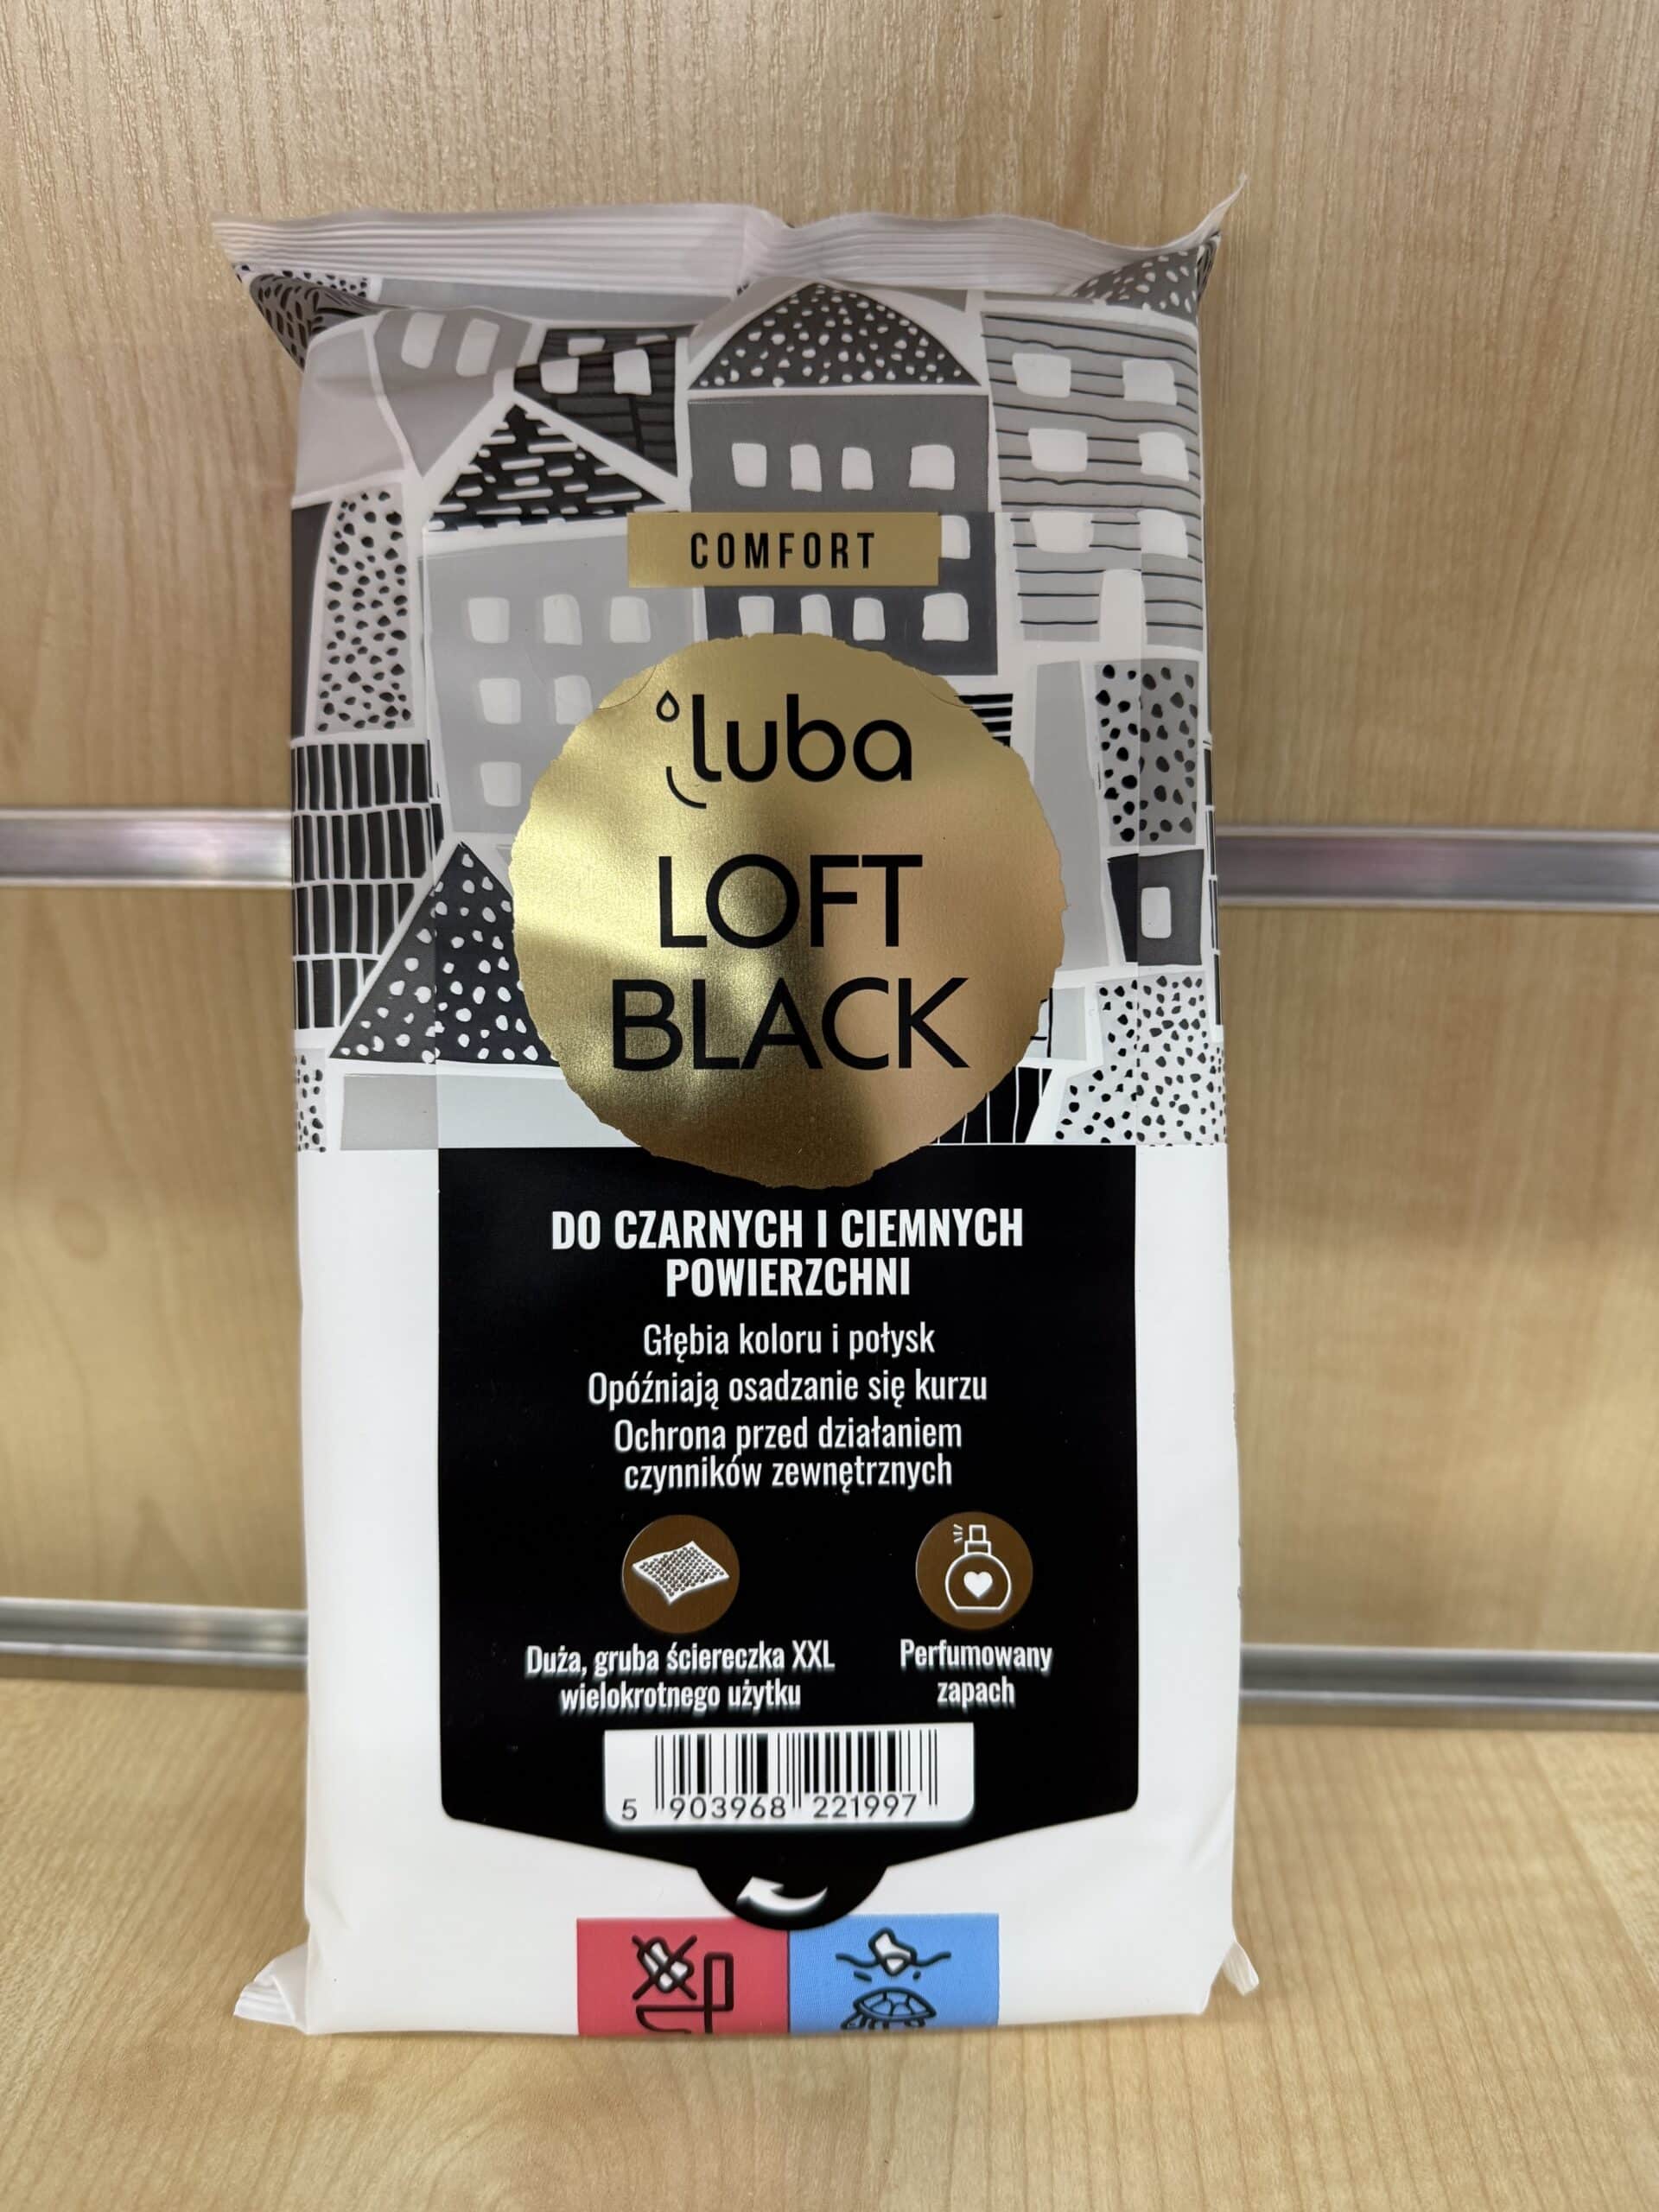 COMFORT
luba
LOFT
BLACK
DO CZARNYCH I CIEMNYCH
POWIERZCHNI
Głębia koloru i połysk
Opóźniają osadzanie się kurzu
Ochrona przed działaniem
czynników zewnętrznych
Duża, gruba ściereczka XXL
wielokrotnego użytku
Perfumowany
zapach
5 903968 221997